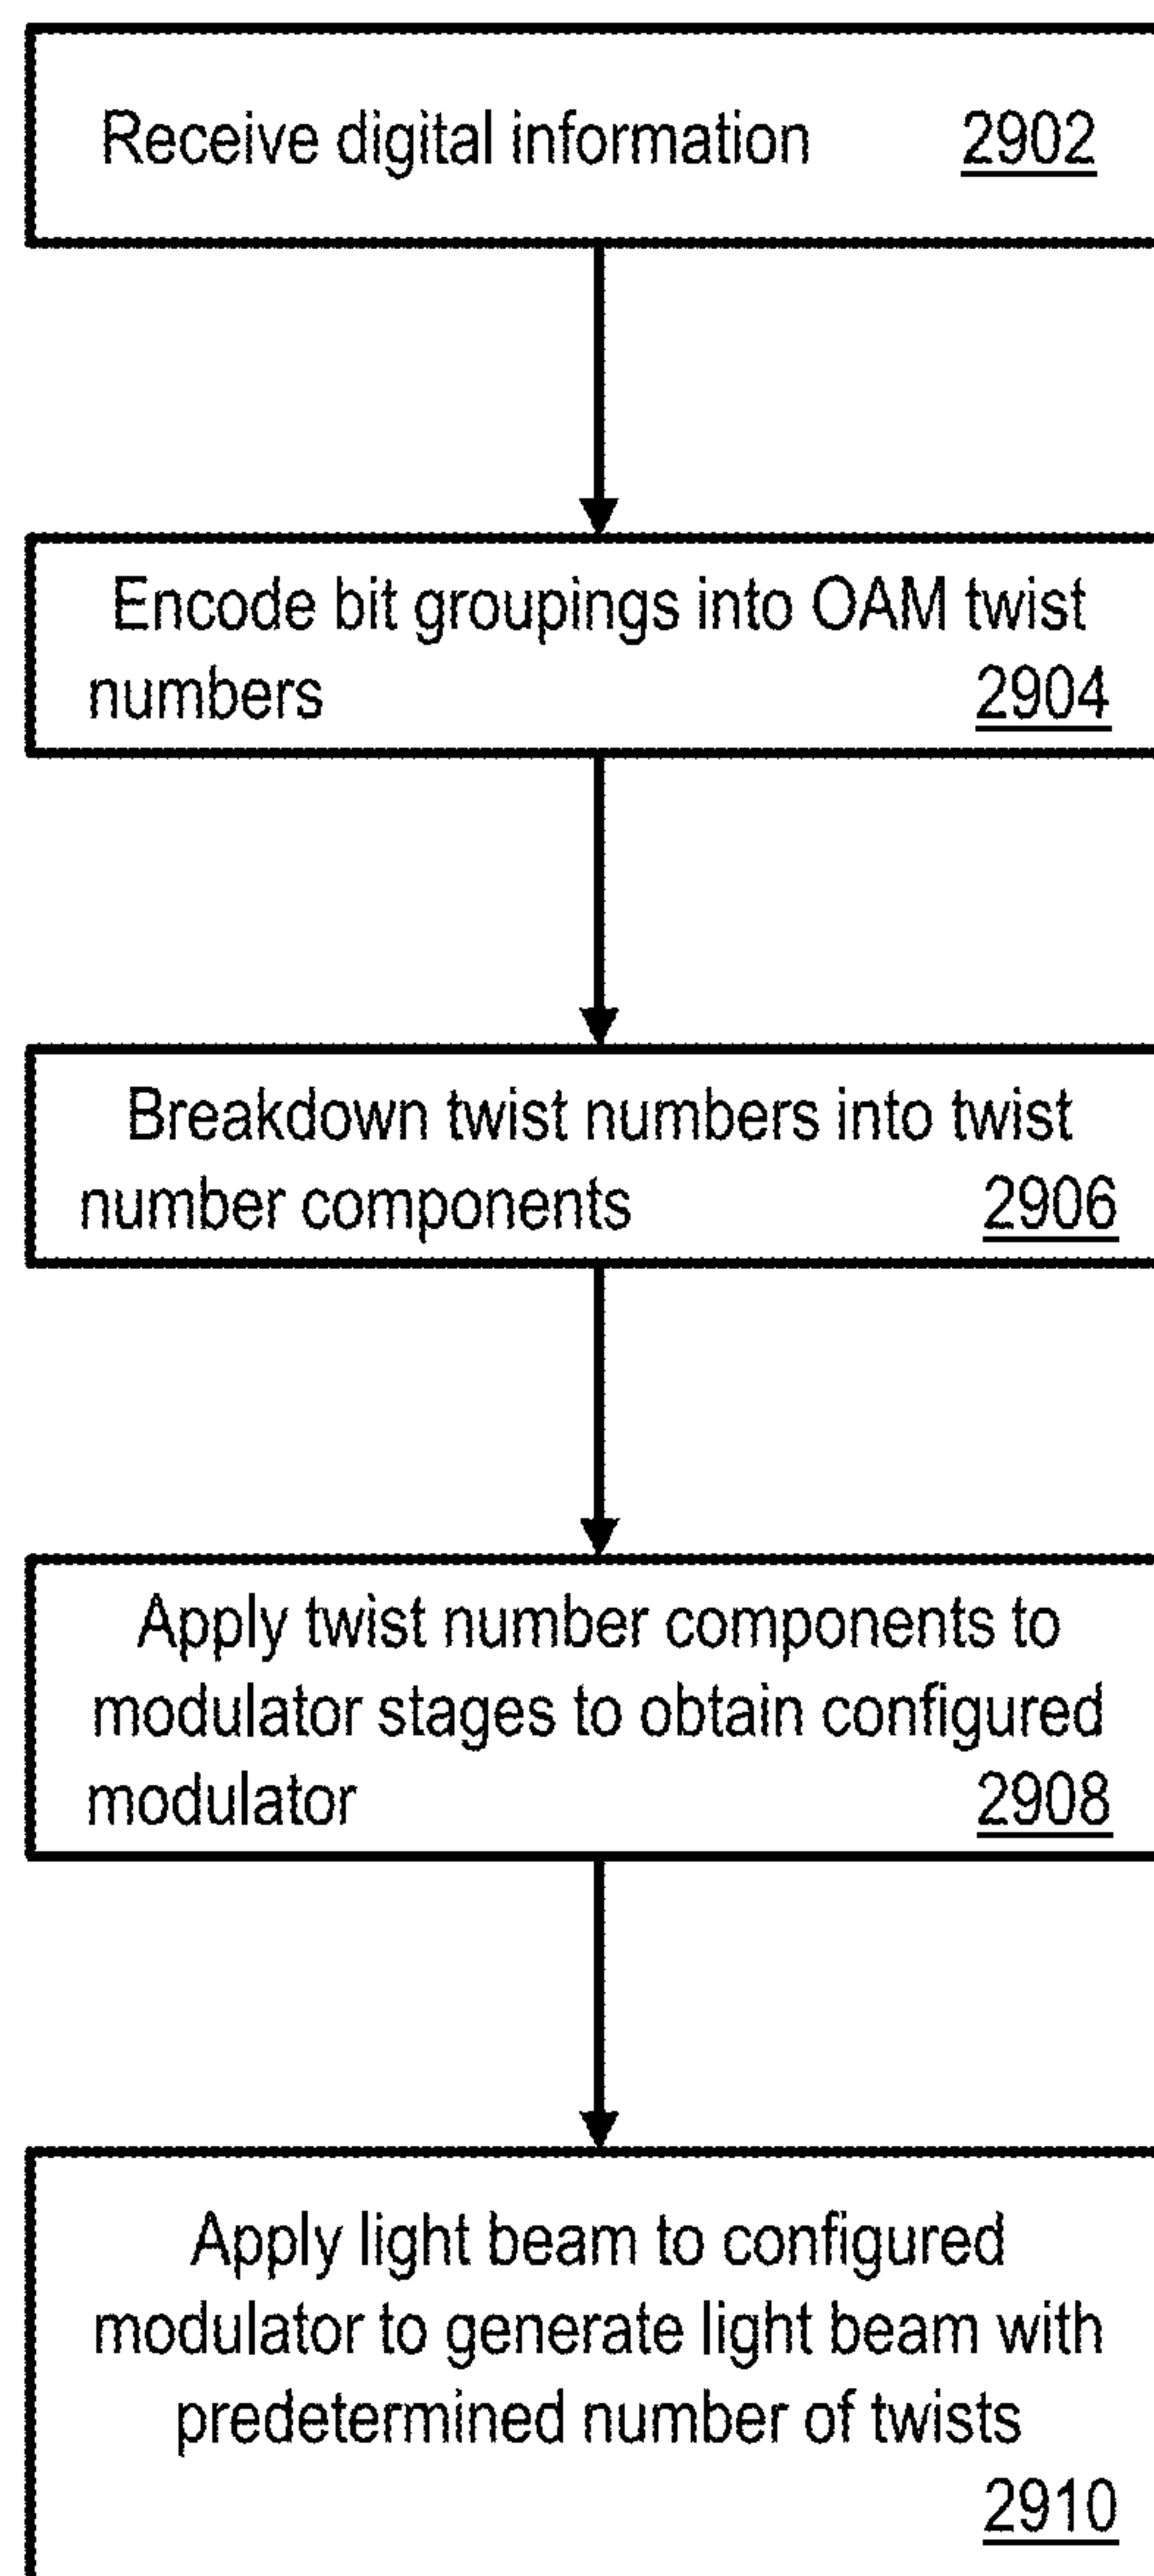 Receive digital information 2902
Encode bit groupings into OAM twist
numbers 2904
Breakdown twist numbers into twist
number components 2906
Apply twist number components to
modulator stages to obtain configured
modulator 2908
Apply light beam to configured
modulator to generate light beam with
predetermined number of twists
2910